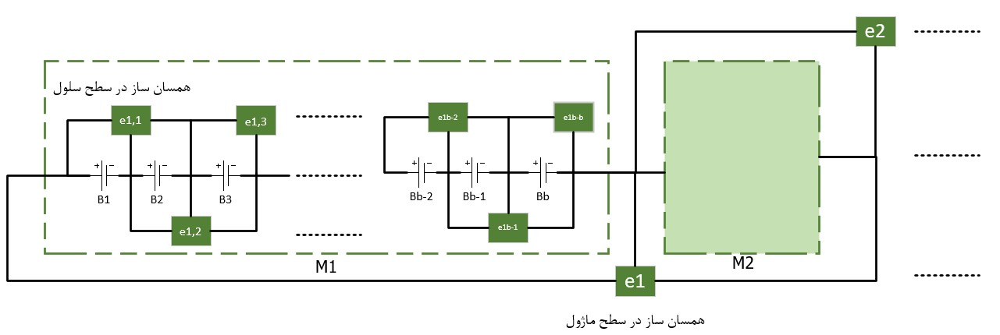 e2
همسان ساز در سطح سلول
e1,1
e1,3
e1b-2
e1b-b
+ − + − + −
+ − + − + −
B1 B2 B3
Bb-2 Bb-1 Bb
e1,2
e1b-1
M1
M2
e1
همسان ساز در سطح ماژول